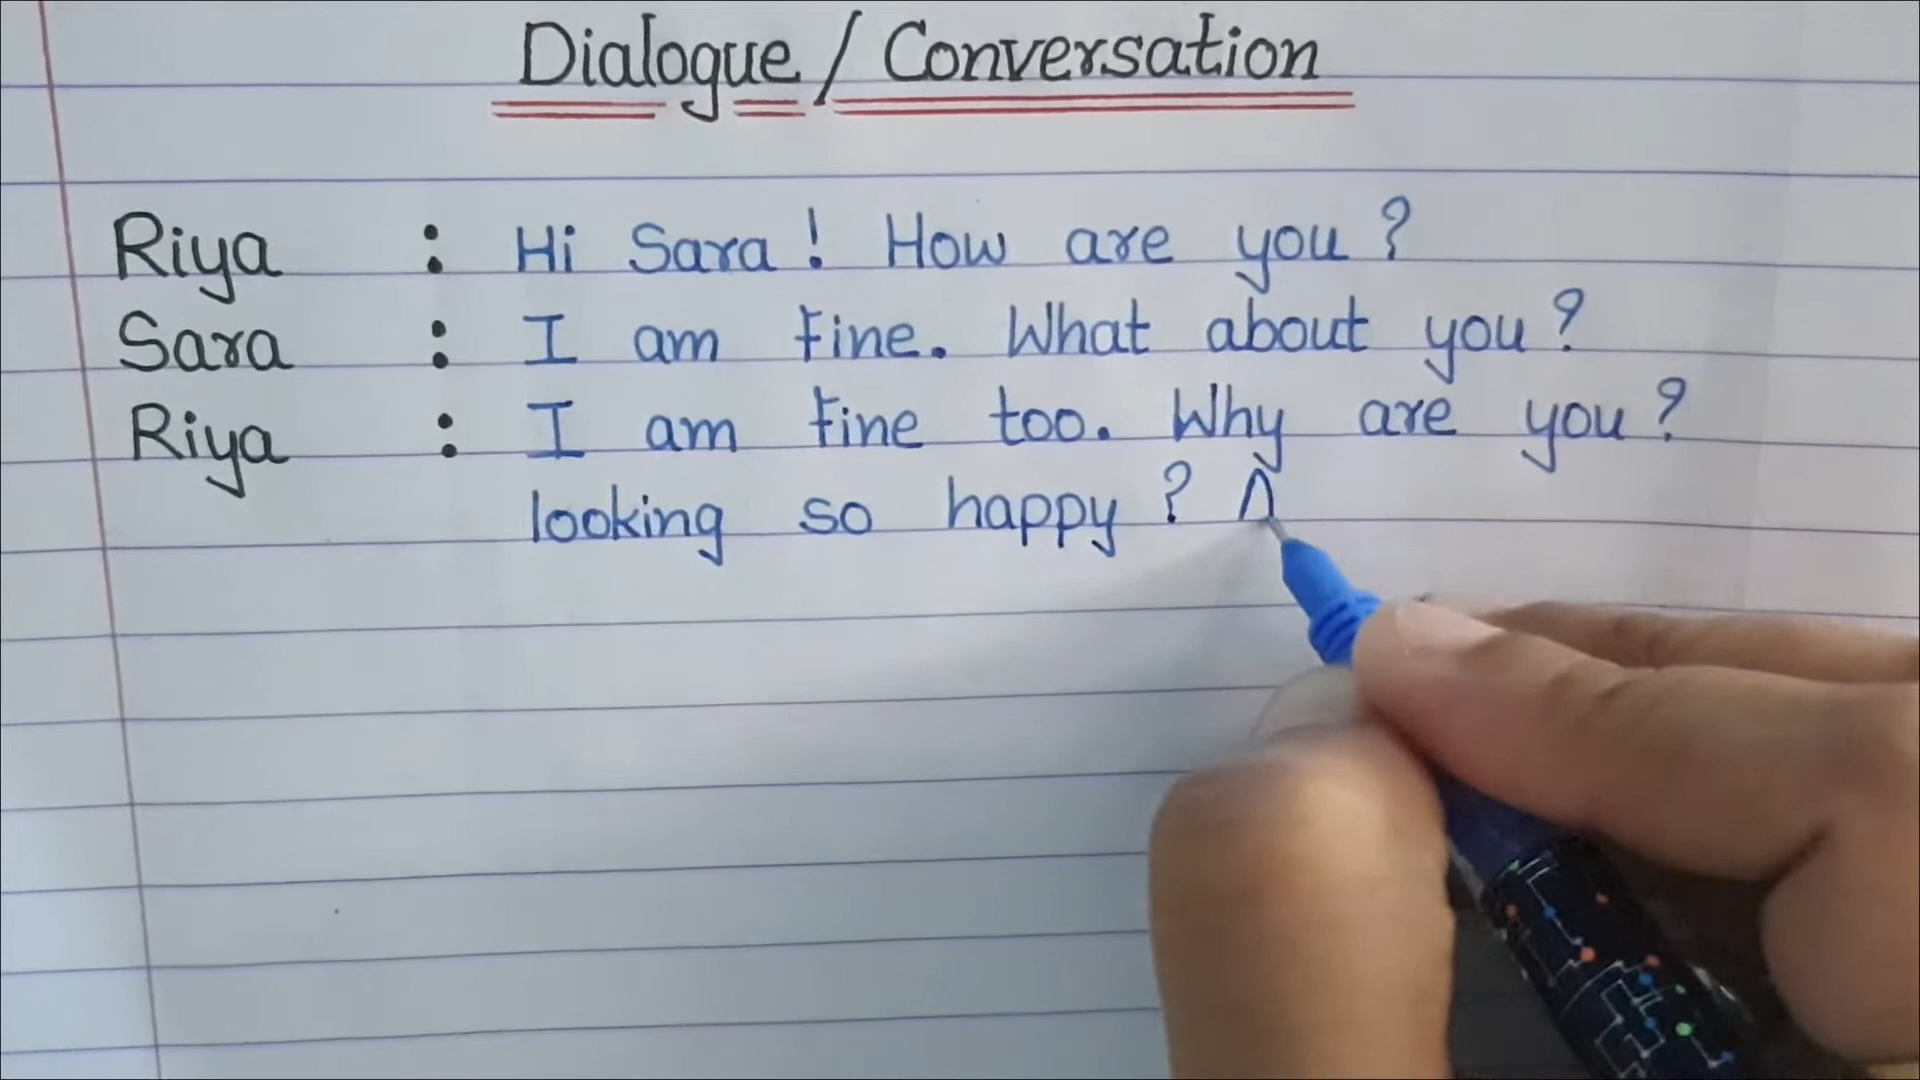 Dialogue / Conversation
Riya : Hi Sara! How are you?
Sara : I am fine. What about you?
Riya : I am fine too. Why are you?
looking so happy?